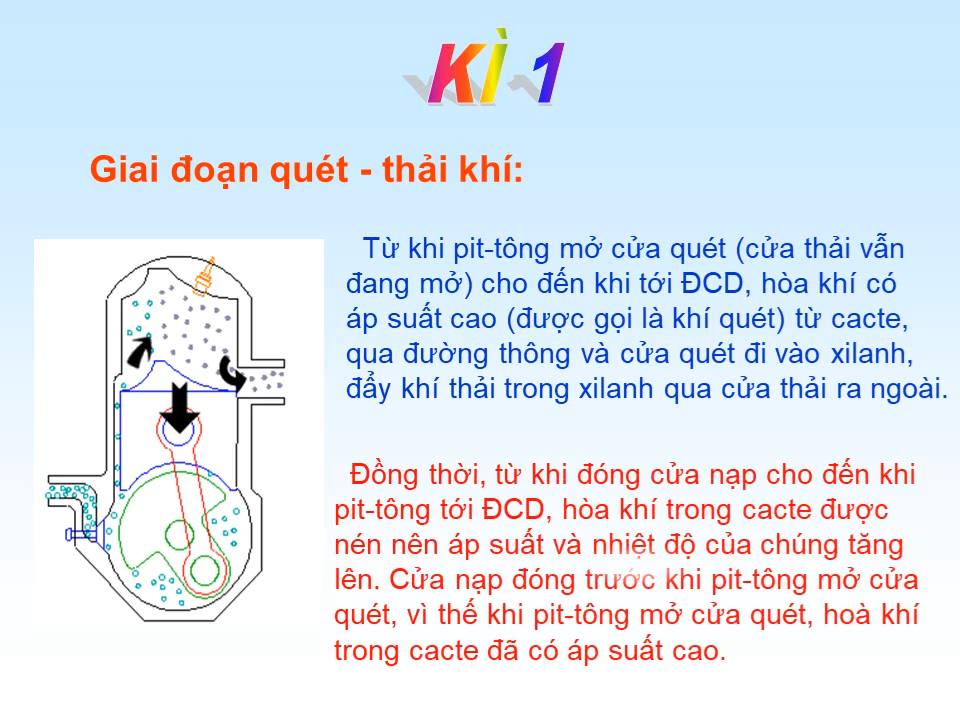 KÌ 1
Giai đoạn quét - thải khí:
Từ khi pit-tông mở cửa quét (cửa thải vẫn
đang mở) cho đến khi tới ĐCD, hòa khí có
áp suất cao (được gọi là khí quét) từ cacte,
qua đường thông và cửa quét đi vào xilanh,
đẩy khí thải trong xilanh qua cửa thải ra ngoài.
Đồng thời, từ khi đóng cửa nạp cho đến khi
pit-tông tới ĐCD, hòa khí trong cacte được
nén nên áp suất và nhiệt độ của chúng tăng
lên. Cửa nạp đóng trước khi pit-tông mở cửa
quét, vì thế khi pit-tông mở cửa quét, hoà khí
trong cacte đã có áp suất cao.